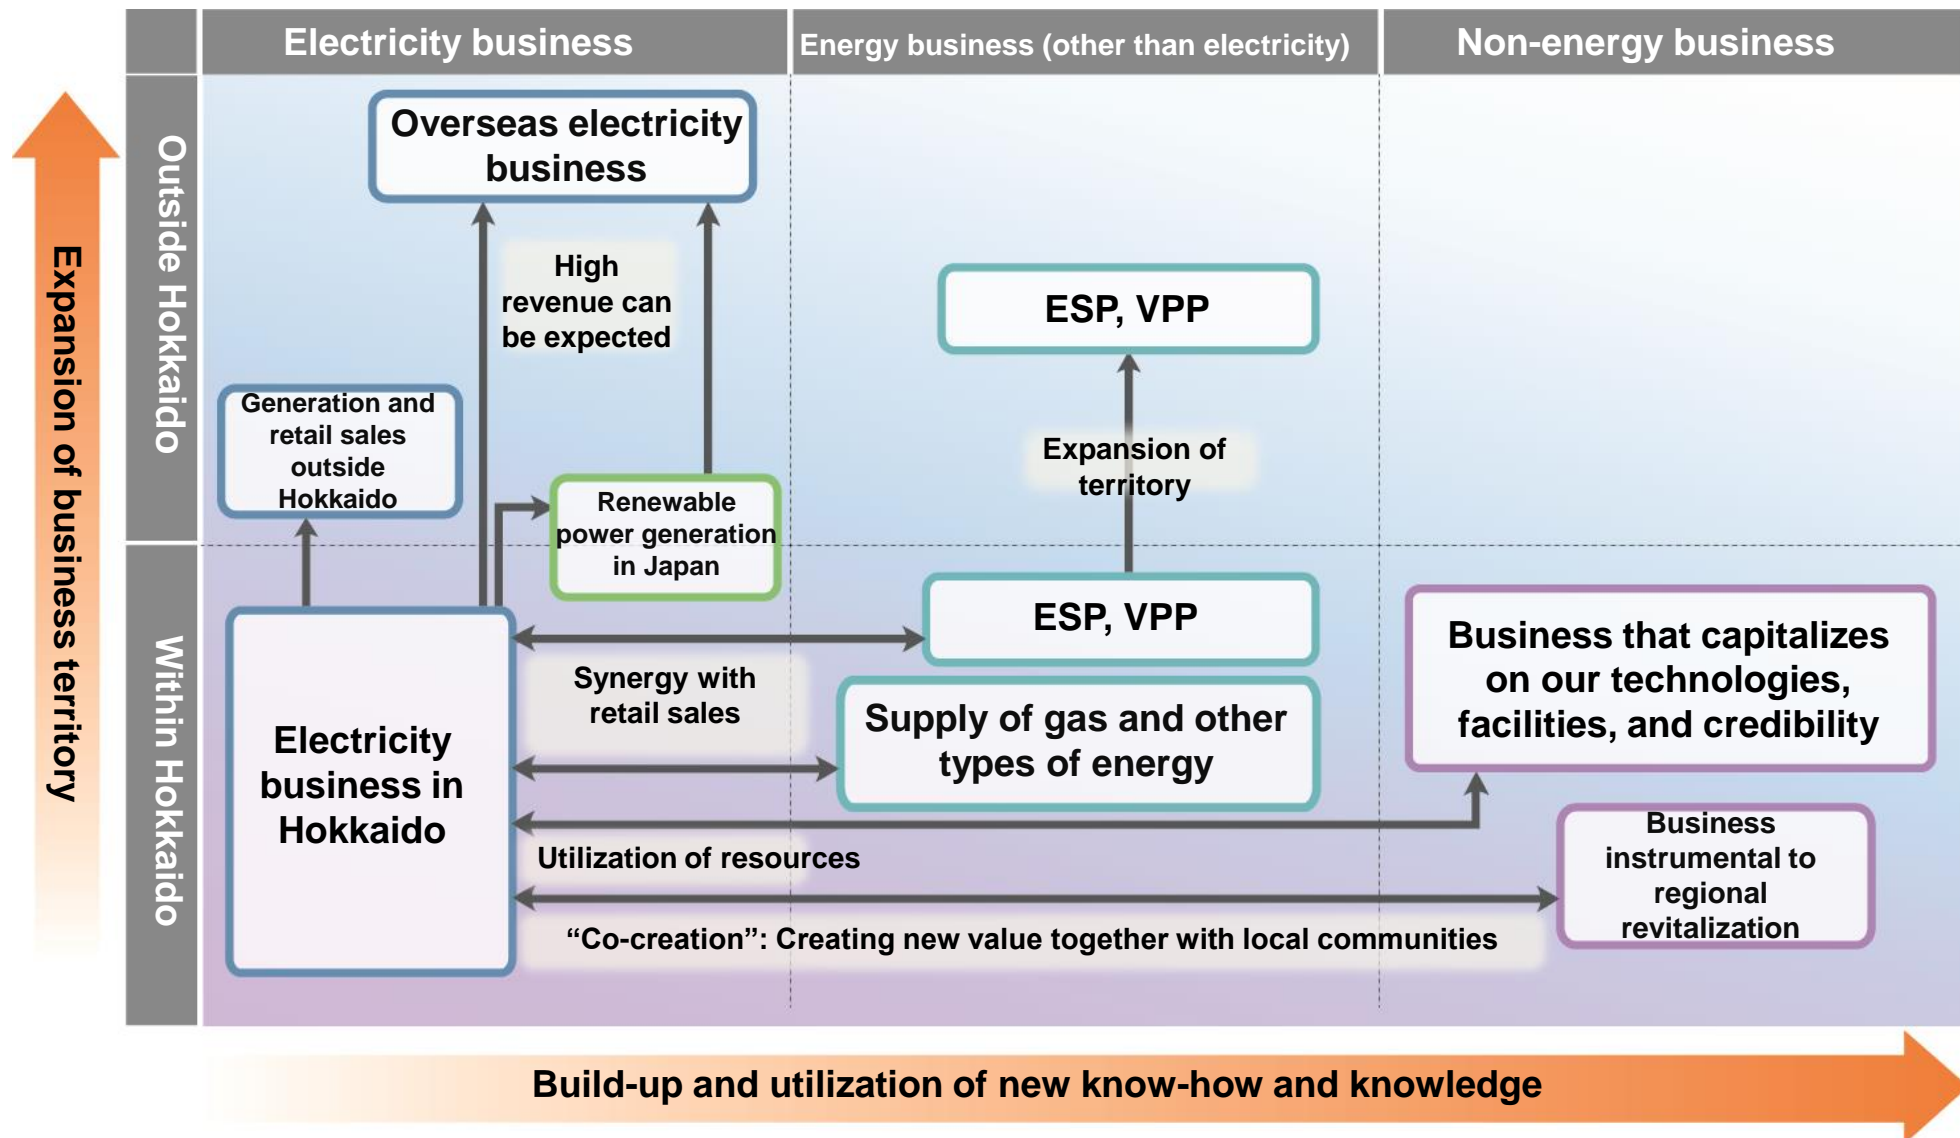 Electricity business
Energy business (other than electricity)
Non-energy business
Expansion of business territory
Outside Hokkaido
Within Hokkaido
Overseas electricity
business
High
revenue can
be expected
Generation and
retail sales
outside
Hokkaido
Renewable
power generation
in Japan
ESP, VPP
Expansion of
territory
ESP, VPP
Synergy with
retail sales
Supply of gas and other
types of energy
Electricity
business in
Hokkaido
Business that capitalizes
on our technologies,
facilities, and credibility
Utilization of resources
Business
instrumental to
regional
revitalization
“Co-creation”: Creating new value together with local communities
Build-up and utilization of new know-how and knowledge